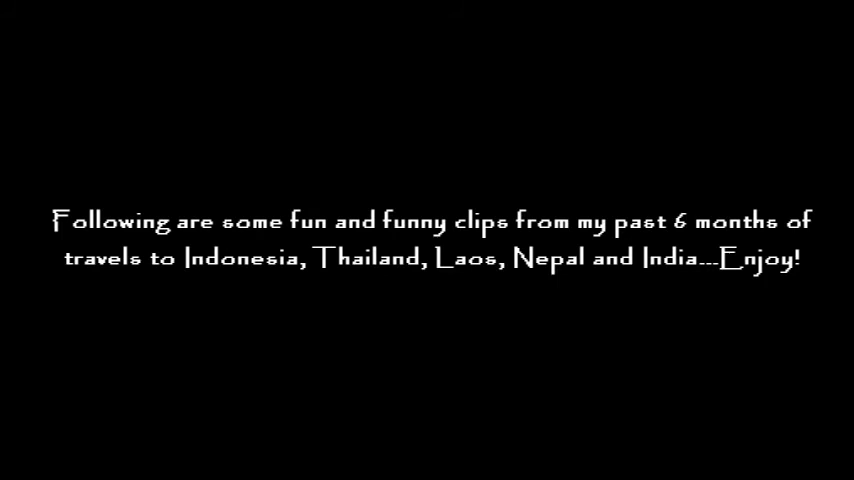 Following are some fun and funny clips from my past 6 months of
travels to Indonesia, Thailand, Laos, Nepal and India...Enjoy!